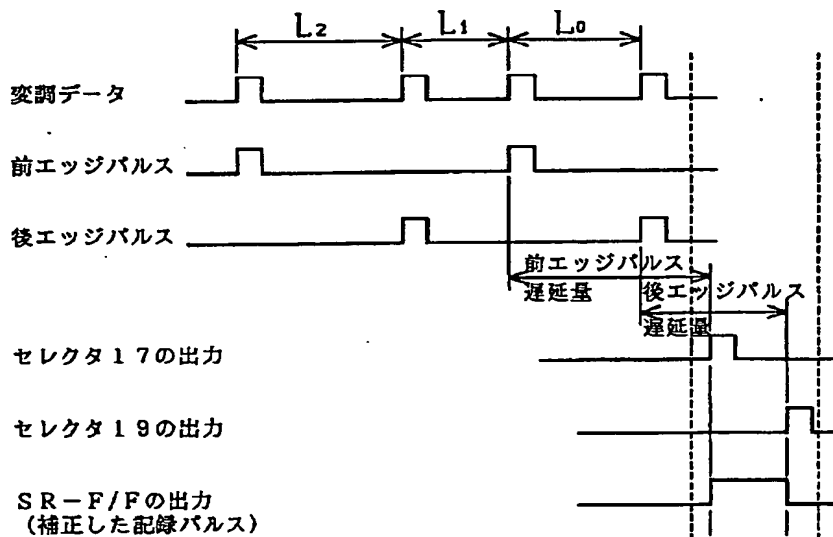 L2
L1
L0
変調データ
前エッジパルス
後エッジパルス
前エッジパルス
遅延量
後エッジパルス
遅延量
セレクタ17の出力
セレクタ19の出力
SR-F/Fの出力
(補正した記録パルス)